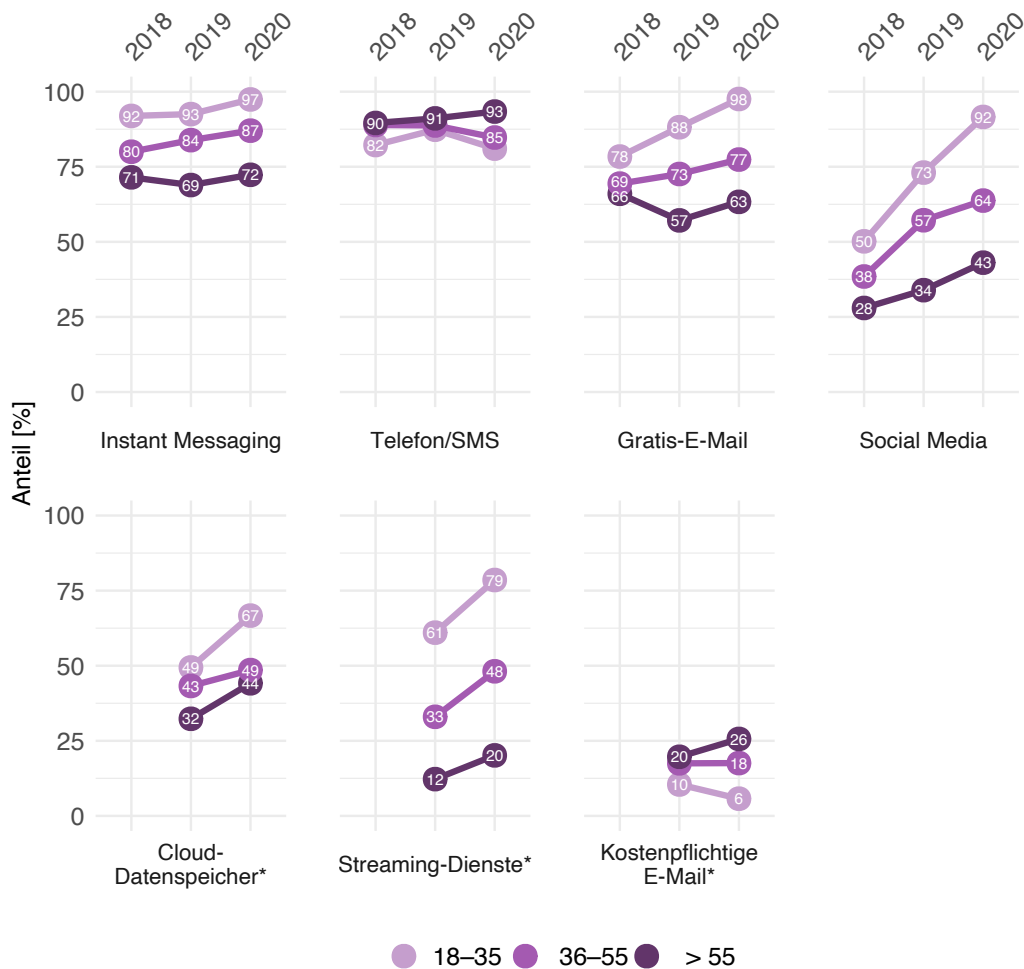 2018 2019 2020 2018 2019 2020 2018 2019 2020 2018 2019 2020
Anteil [%]
100
75
50
25
0
92 93 97
80 84 87
71 69 72
90 91 93
85
82
78 88 98
69 73 77
66 57 63
50 73 92
38 57 64
28 34 43
Instant Messaging
Telefon/SMS
Gratis-E-Mail
Social Media
100
75
50
25
0
49 67
43 49
32 44
61 79
33 48
12 20
20 26
18
10 6
Cloud-
Datenspeicher*
Streaming-Dienste*
Kostenpflichtige
E-Mail*
18–35 36–55 > 55